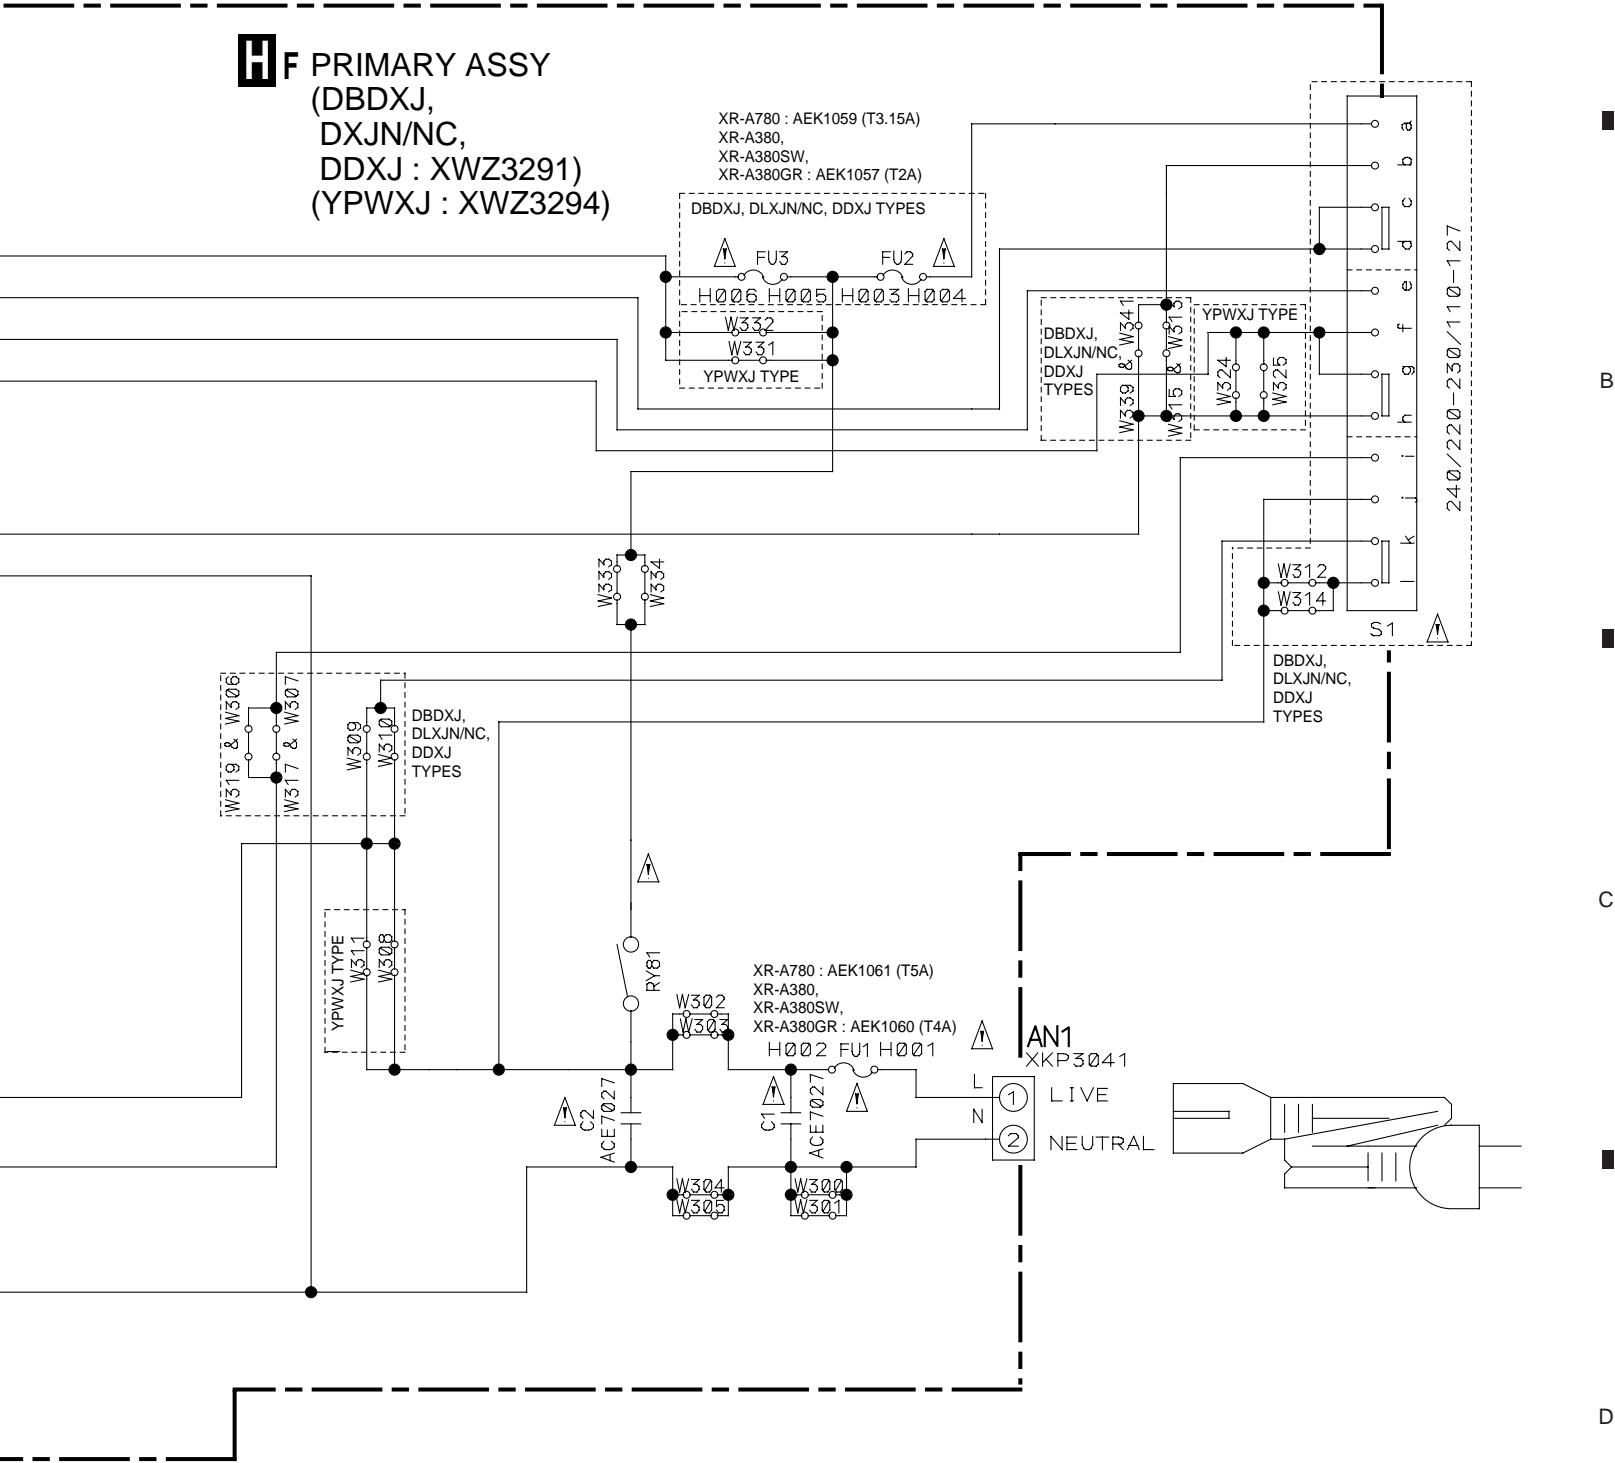 H F PRIMARY ASSY
(DBDXJ,
DXJN/NC,
DDXJ : XWZ3291)
(YPWXJ : XWZ3294)
XR-A780 : AEK1059 (T3.15A)
XR-A380,
XR-A380SW,
XR-A380GR : AEK1057 (T2A)
DBDXJ, DLXJN/NC, DDXJ TYPES
FU3
FU2
H006 H005 H003 H004
W332
W331
YPWXJ TYPE
DBDXJ,
DLXJN/NC,
DDXJ
TYPES
W339 & W341
W315 & W313
YPWXJ TYPE
W324
W325
a
b
c
d
e
f
g
h
i
j
k
l
240/220-230/110-127
S1
W312
W314
DBDXJ,
DLXJN/NC,
DDXJ
TYPES
B
W333
W334
W319 & W306
W317 & W307
W309
W310
DBDXJ,
DLXJN/NC,
DDXJ
TYPES
YPWXJ TYPE
W311
W308
RY81
C
XR-A780 : AEK1061 (T5A)
XR-A380,
XR-A380SW,
XR-A380GR : AEK1060 (T4A)
W302
W303
H002 FU1 H001
AN1
XKP3041
L
N
1 LIVE
2 NEUTRAL
C2
ACE7027
C1
ACE7027
W304
W305
W300
W301
D